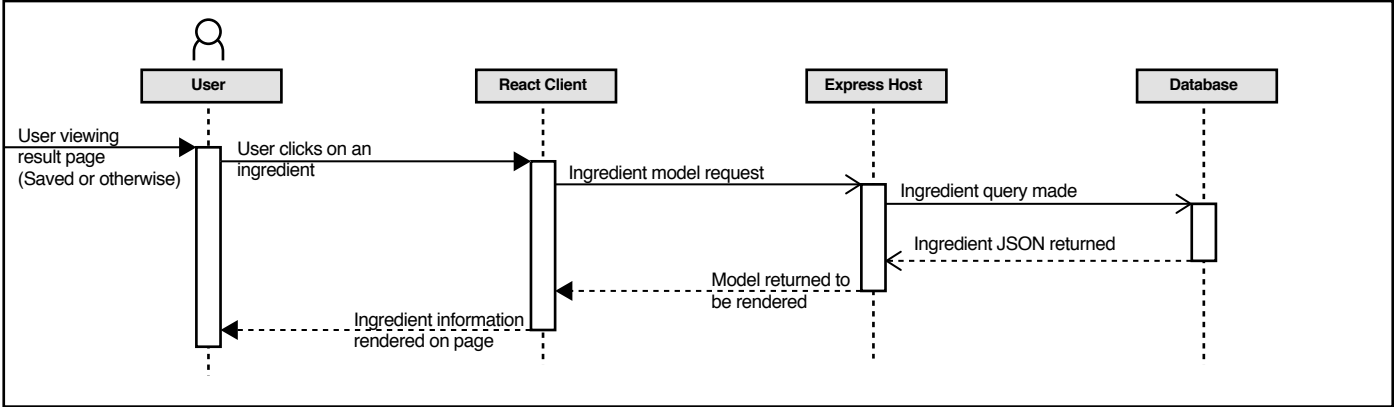 User
React Client
Express Host
Database
User viewing
result page
(Saved or otherwise)
User clicks on an
ingredient
Ingredient model request
Ingredient query made
Ingredient JSON returned
Model returned to
be rendered
Ingredient information
rendered on page